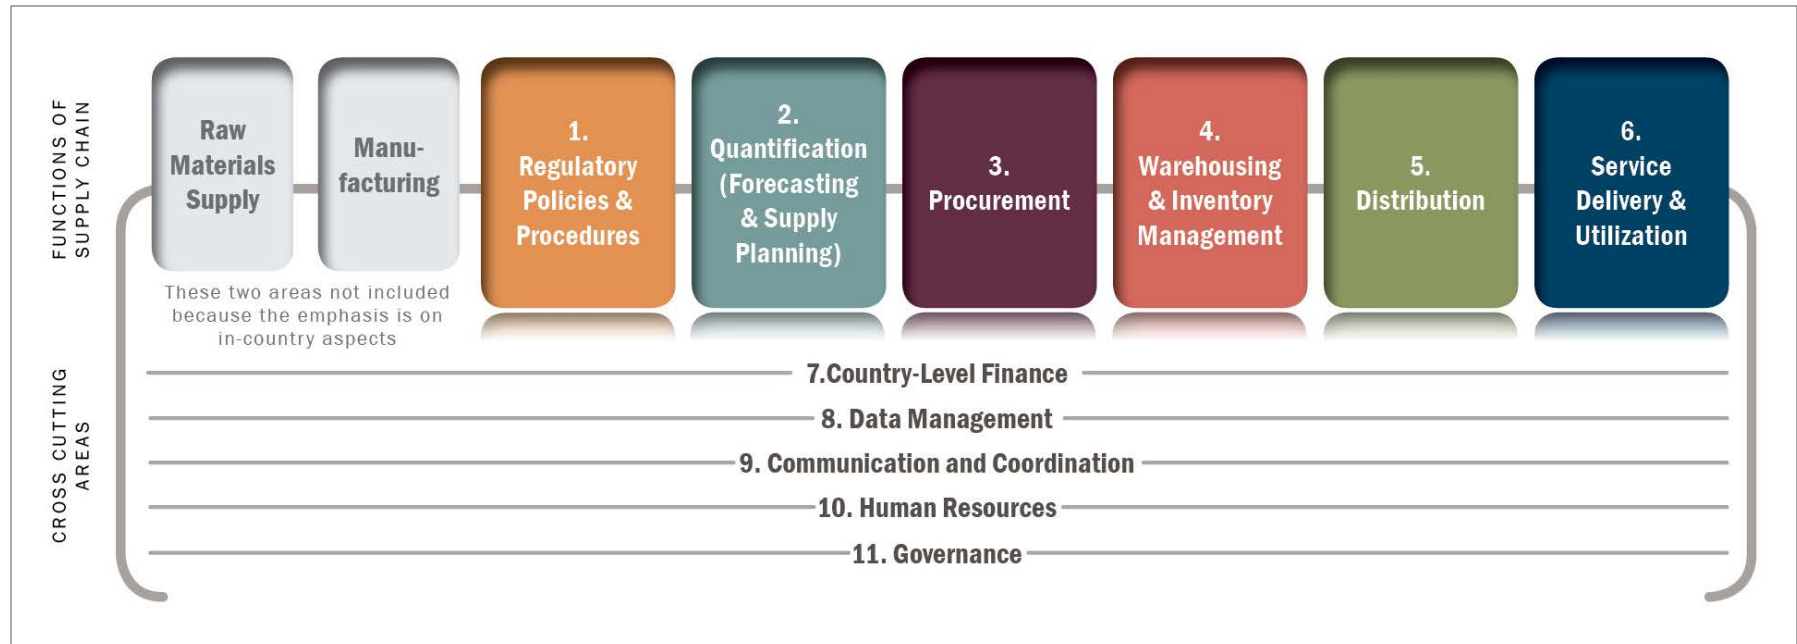 FUNCTIONS OF
SUPPLY CHAIN
Raw
Materials
Supply
Manu-
facturing
These two areas not included
because the emphasis is on
in-country aspects
1.
Regulatory
Policies &
Procedures
2.
Quantification
(Forecasting
& Supply
Planning)
3.
Procurement
4.
Warehousing
& Inventory
Management
5.
Distribution
6.
Service
Delivery &
Utilization
CROSS CUTTING
AREAS
7.Country-Level Finance
8. Data Management
9. Communication and Coordination
10. Human Resources
11. Governance